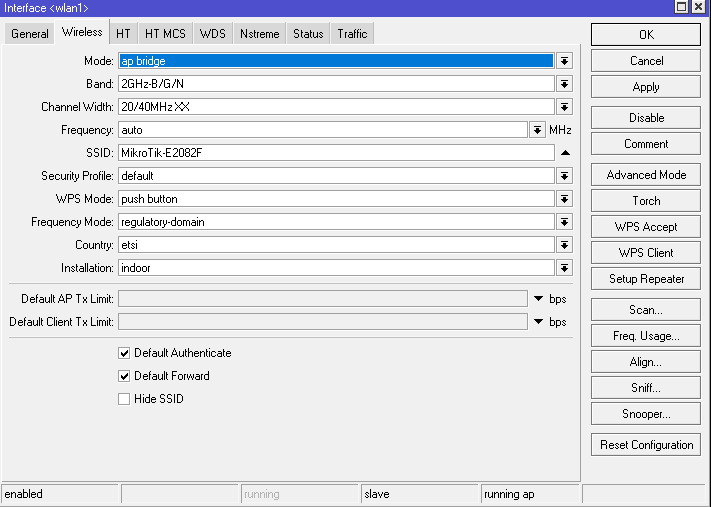 Interface <wlan1>
General Wireless HT HT MCS WDS Nstreme Status Traffic
Mode: ap bridge
Band: 2GHz-B/G/N
Channel Width: 20/40MHz XX
Frequency: auto MHz
SSID: MikroTik-E2082F
Security Profile: default
WPS Mode: push button
Frequency Mode: regulatory-domain
Country: etsi
Installation: indoor
Default AP Tx Limit: bps
Default Client Tx Limit: bps
Default Authenticate
Default Forward
Hide SSID
OK
Cancel
Apply
Disable
Comment
Advanced Mode
Torch
WPS Accept
WPS Client
Setup Repeater
Scan...
Freq. Usage...
Align...
Sniff...
Snooper...
Reset Configuration
enabled running slave running ap